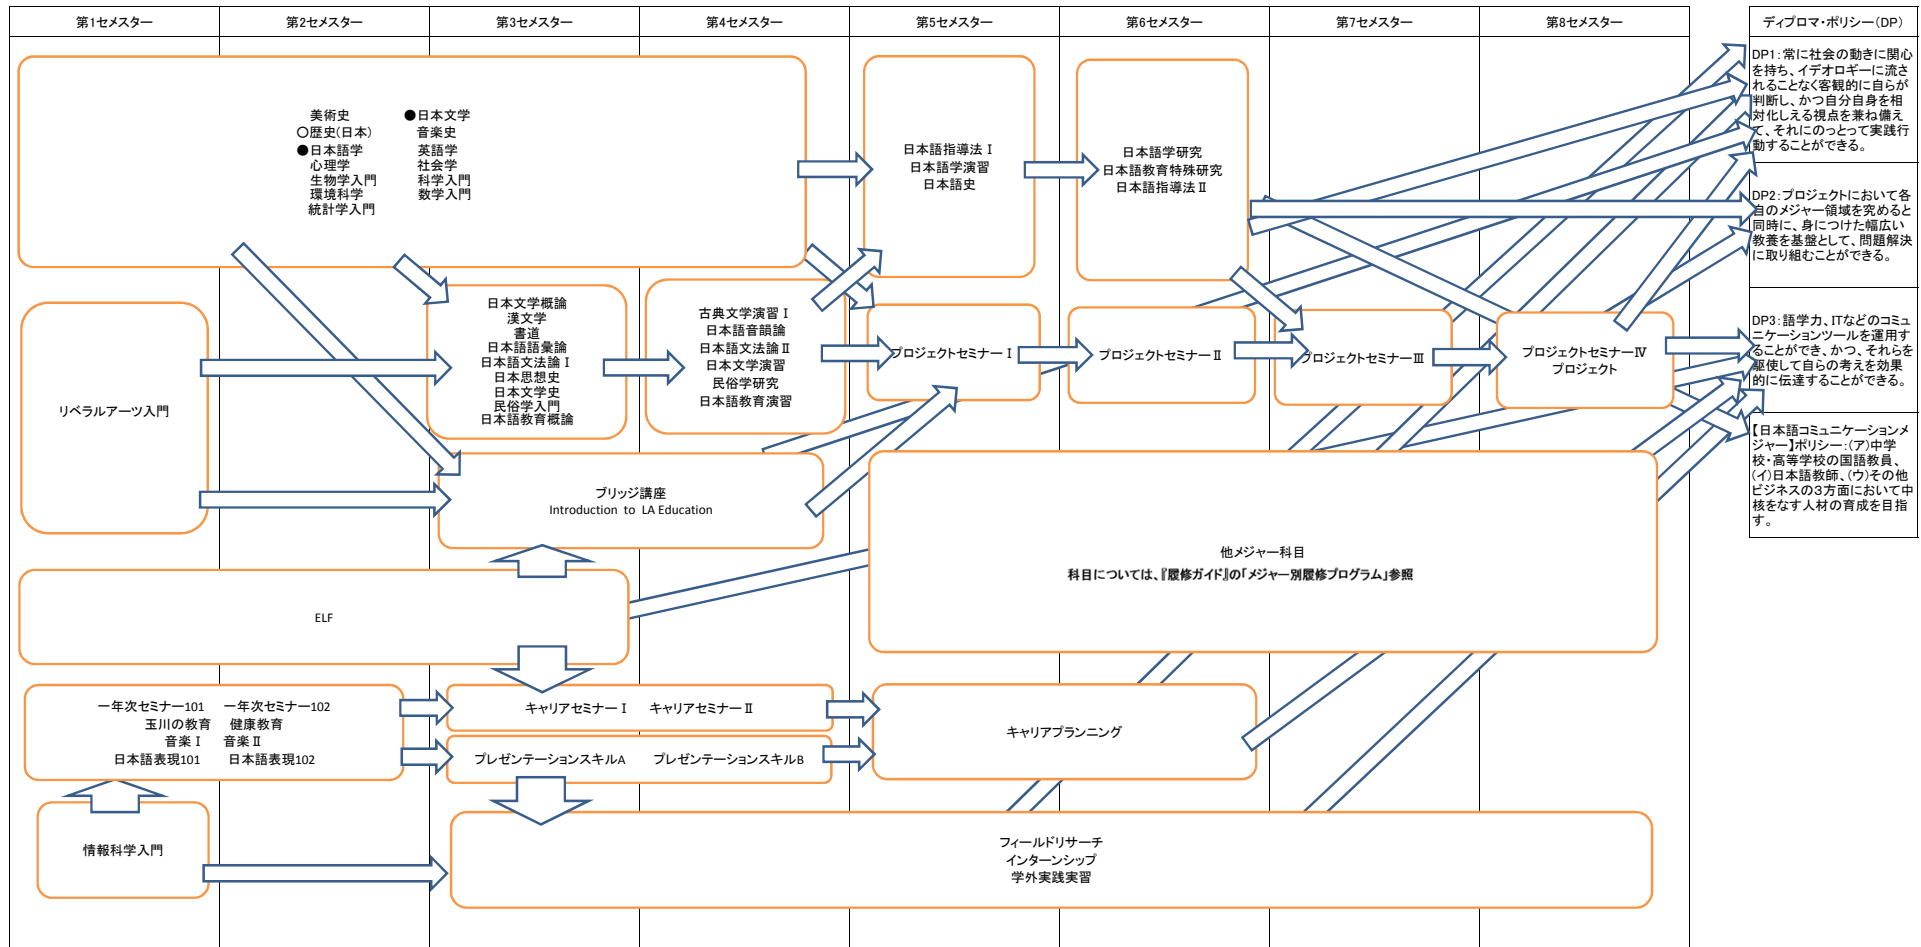 第1セメスター
第2セメスター
第3セメスター
第4セメスター
第5セメスター
第6セメスター
第7セメスター
第8セメスター
ディプロマ・ポリシー(DP)
美術史 ●日本文学
○歴史(日本) 音楽史
●日本語学 英語学
心理学 社会学
生物学入門 科学入門
環境科学 数学入門
統計学入門
日本語指導法Ⅰ
日本語学演習
日本語史
日本語学研究
日本語教育特殊研究
日本語指導法Ⅱ
リベラルアーツ入門
日本文学概論
漢文学
書道
日本語語彙論
日本語文法論Ⅰ
日本思想史
日本文学史
民俗学入門
日本語教育概論
古典文学演習Ⅰ
日本語音韻論
日本語文法論Ⅱ
日本文学演習
民俗学研究
日本語教育演習
プロジェクトセミナーⅠ
プロジェクトセミナーⅡ
プロジェクトセミナーⅢ
プロジェクトセミナーⅣ
プロジェクト
ブリッジ講座
Introduction to LA Education
他メジャー科目
科目については、『履修ガイド』の「メジャー別履修プログラム」参照
ELF
一年次セミナー101 一年次セミナー102
玉川の教育 健康教育
音楽Ⅰ 音楽Ⅱ
日本語表現101 日本語表現102
キャリアセミナーⅠ キャリアセミナーⅡ
プレゼンテーションスキルA プレゼンテーションスキルB
キャリアプランニング
情報科学入門
フィールドリサーチ
インターンシップ
学外実践実習
DP1:常に社会の動きに関心
を持ち、イデオロギーに流さ
れることなく客観的に自らが
判断し、かつ自分自身を相
対化しえる視点を兼ね備え
て、それにのっとって実践行
動することができる。
DP2:プロジェクトにおいて各
自のメジャー領域を究めると
同時に、身につけた幅広い
教養を基盤として、問題解決
に取り組むことができる。
DP3:語学力、ITなどのコミュ
ニケーションツールを運用す
ることができ、かつ、それらを
駆使して自らの考えを効果
的に伝達することができる。
【日本語コミュニケーションメ
ジャー】ポリシー:(ア)中学
校・高等学校の国語教員、
(イ)日本語教師、(ウ)その他
ビジネスの3方面において中
核をなす人材の育成を目指
す。